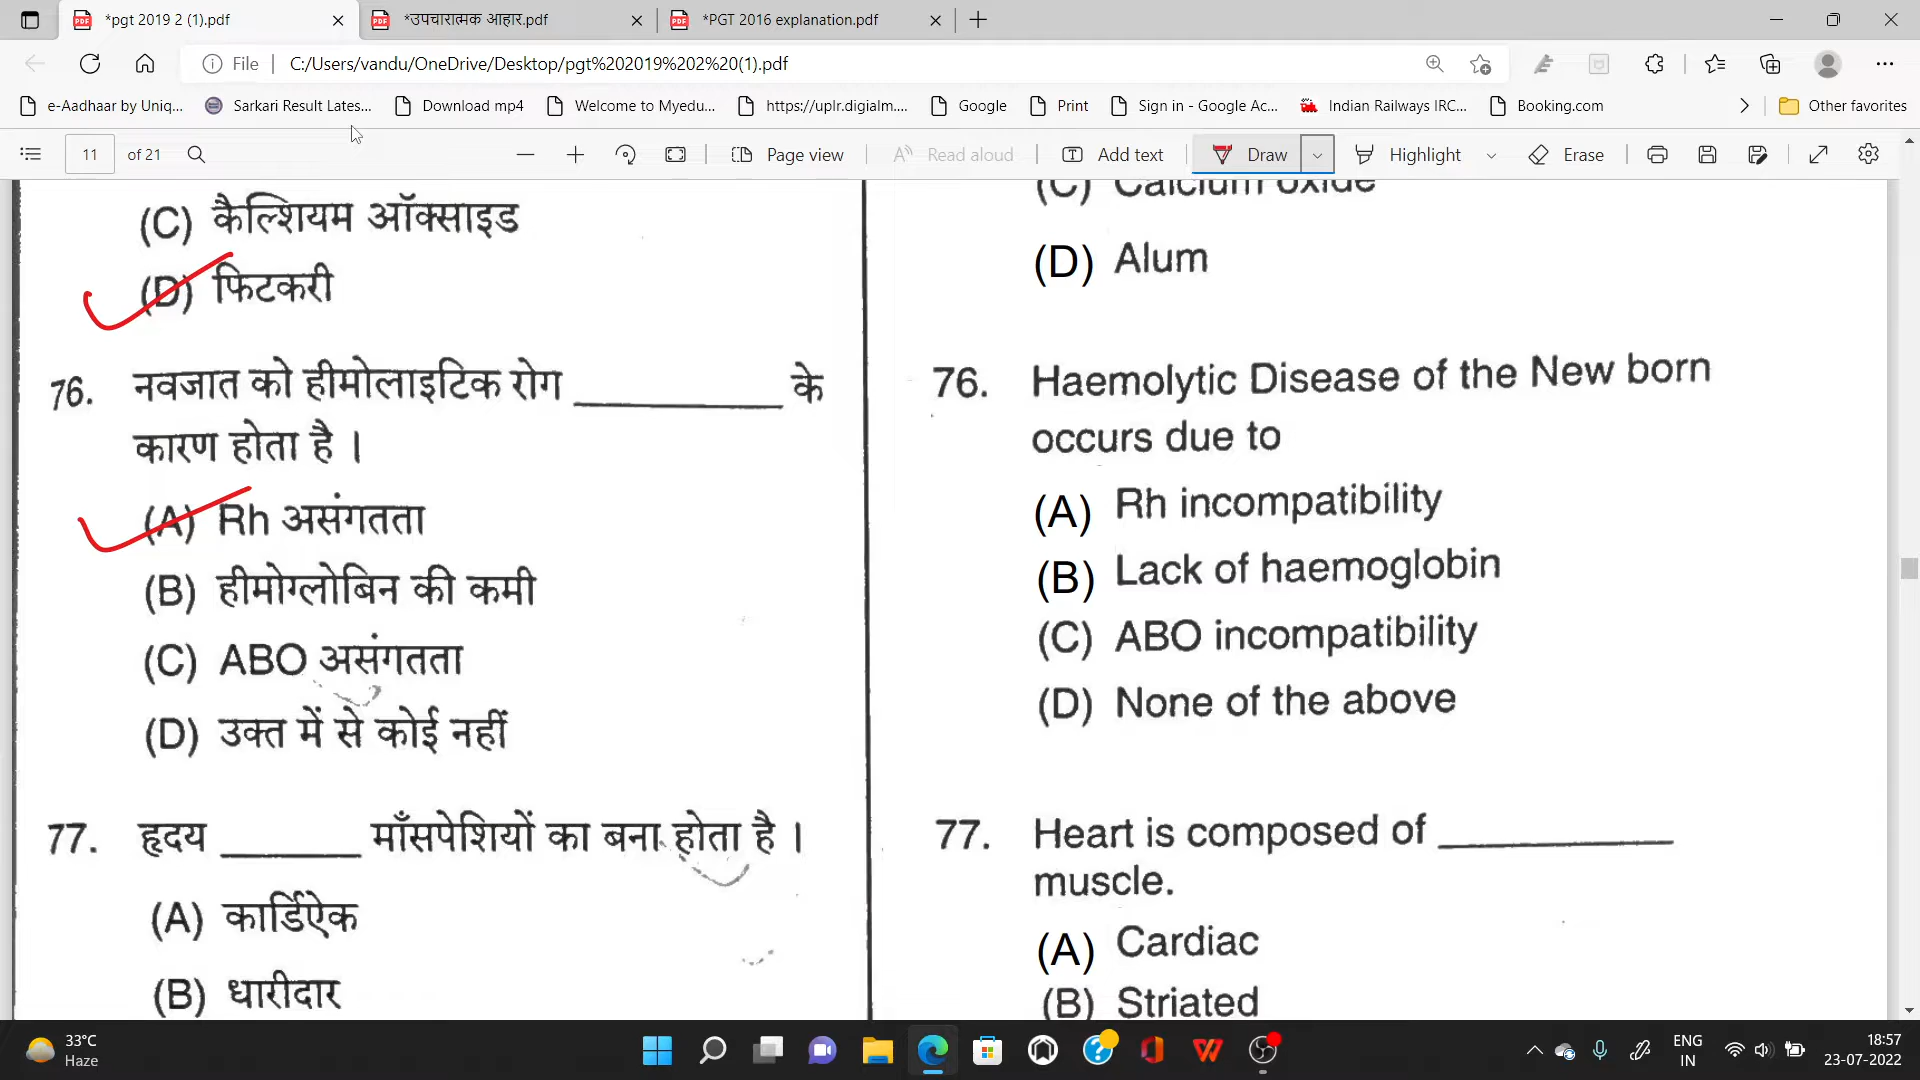 *pgt 2019 2 (1).pdf
*उपचारात्मक आहार.pdf
*PGT 2016 explanation.pdf
File
C:/Users/vandu/OneDrive/Desktop/pgt%202019%202%20(1).pdf
e-Aadhaar by Uniq...
Sarkari Result Lates...
Download mp4
Welcome to Myedu...
https://uplr.digialm....
Google
Print
Sign in - Google Ac...
Indian Railways IRC...
Booking.com
Other favorites
11
of 21
Page view
Read aloud
Add text
Draw
Highlight
Erase
(C) कैल्शियम ऑक्साइड
(D) फिटकरी
76. नवजात को हीमोलाइटिक रोग __________ के
कारण होता है ।
(A) Rh असंगतता
(B) हीमोग्लोबिन की कमी
(C) ABO असंगतता
(D) उक्त में से कोई नहीं
77. हृदय _______ माँसपेशियों का बना होता है ।
(A) कार्डिऐक
(B) धारीदार
(C) Calcium oxide
(D) Alum
76. Haemolytic Disease of the New born
occurs due to
(A) Rh incompatibility
(B) Lack of haemoglobin
(C) ABO incompatibility
(D) None of the above
77. Heart is composed of ___________
muscle.
(A) Cardiac
(B) Striated
33°C
Haze
ENG
IN
18:57
23-07-2022